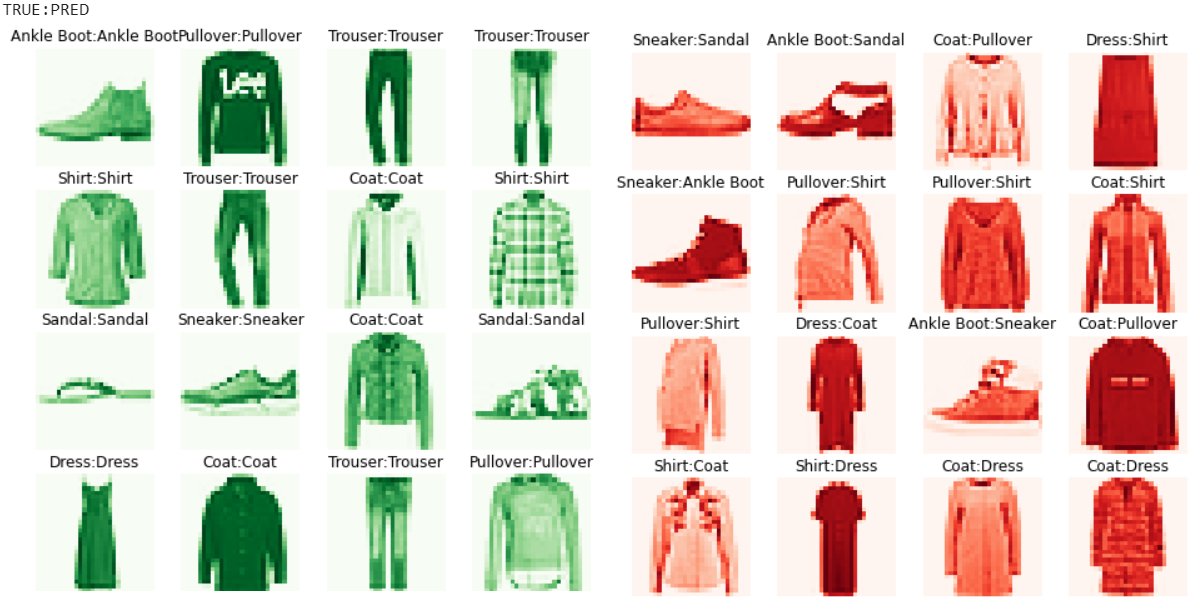 TRUE:PRED
Ankle Boot:Ankle Boot Pullover:Pullover Trouser:Trouser Trouser:Trouser
Sneaker:Sandal Ankle Boot:Sandal Coat:Pullover Dress:Shirt
Lee
Shirt:Shirt Trouser:Trouser Coat:Coat Shirt:Shirt
Sneaker:Ankle Boot Pullover:Shirt Pullover:Shirt Coat:Shirt
Sandal:Sandal Sneaker:Sneaker Coat:Coat Sandal:Sandal
Pullover:Shirt Dress:Coat Ankle Boot:Sneaker Coat:Pullover
Dress:Dress Coat:Coat Trouser:Trouser Pullover:Pullover
Shirt:Coat Shirt:Dress Coat:Dress Coat:Dress